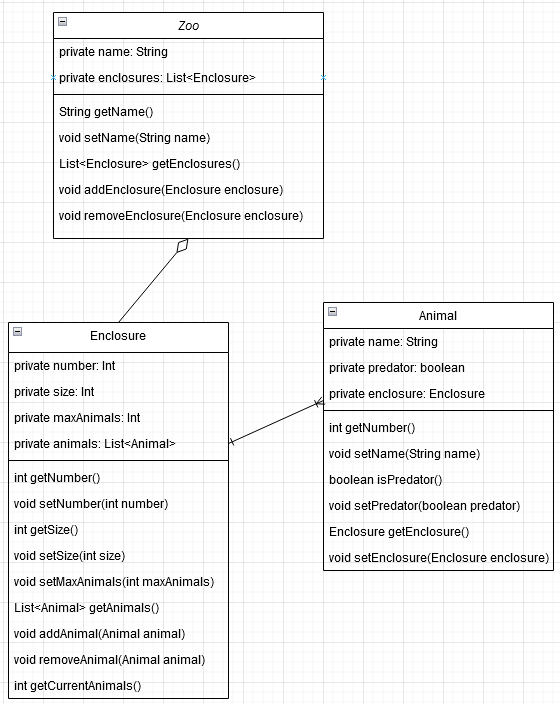 Zoo
private name: String
private enclosures: List<Enclosure>
String getName()
void setName(String name)
List<Enclosure> getEnclosures()
void addEnclosure(Enclosure enclosure)
void removeEnclosure(Enclosure enclosure)
Enclosure
private number: Int
private size: Int
private maxAnimals: Int
private animals: List<Animal>
int getNumber()
void setNumber(int number)
int getSize()
void setSize(int size)
void setMaxAnimals(int maxAnimals)
List<Animal> getAnimals()
void addAnimal(Animal animal)
void removeAnimal(Animal animal)
int getCurrentAnimals()
Animal
private name: String
private predator: boolean
private enclosure: Enclosure
int getNumber()
void setName(String name)
boolean isPredator()
void setPredator(boolean predator)
Enclosure getEnclosure()
void setEnclosure(Enclosure enclosure)